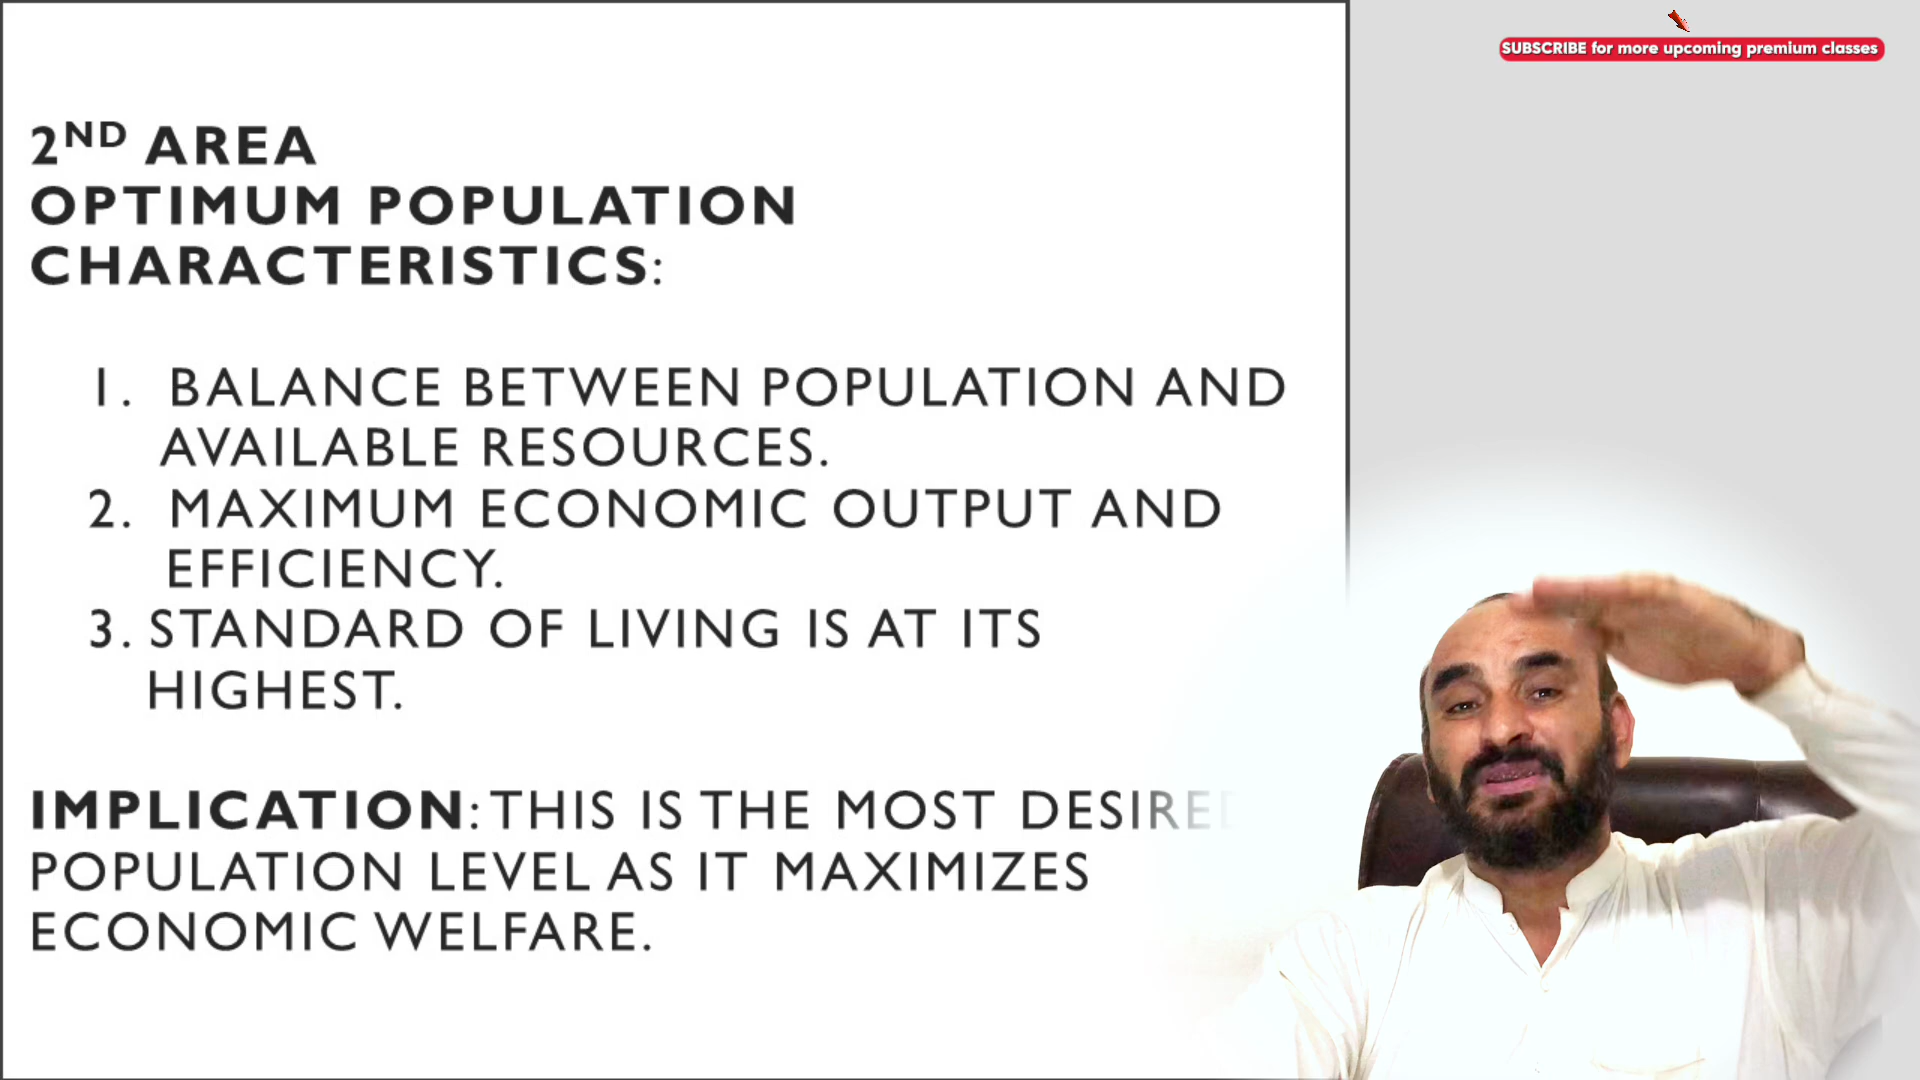 SUBSCRIBE for more upcoming premium classes
2ND AREA
OPTIMUM POPULATION
CHARACTERISTICS:
1. BALANCE BETWEEN POPULATION AND
AVAILABLE RESOURCES.
2. MAXIMUM ECONOMIC OUTPUT AND
EFFICIENCY.
3. STANDARD OF LIVING IS AT ITS
HIGHEST.
IMPLICATION: THIS IS THE MOST DESIRED
POPULATION LEVEL AS IT MAXIMIZES
ECONOMIC WELFARE.